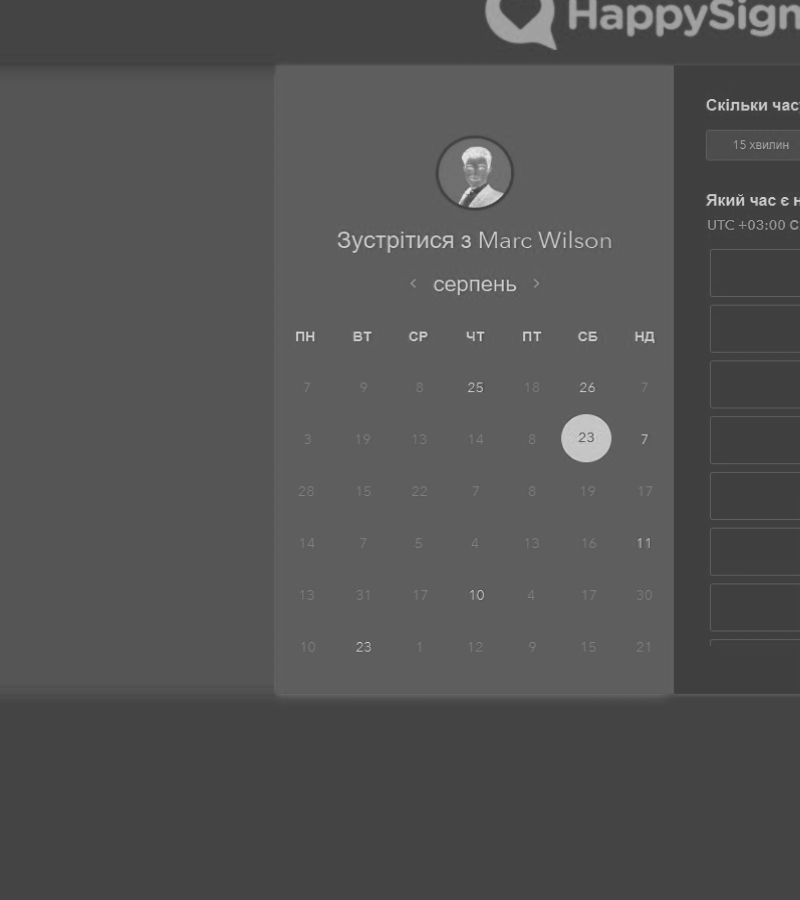 HappySign
Зустрітися з Marc Wilson
серпень
ПН ВТ СР ЧТ ПТ СБ НД
7 9 8 25 18 26 7
3 19 13 14 8 23 7
28 15 22 7 8 19 17
14 7 5 4 13 16 11
13 31 17 10 4 17 30
10 23 1 12 9 15 21
Скільки час
15 хвилин
Який час є
UTC +03:00